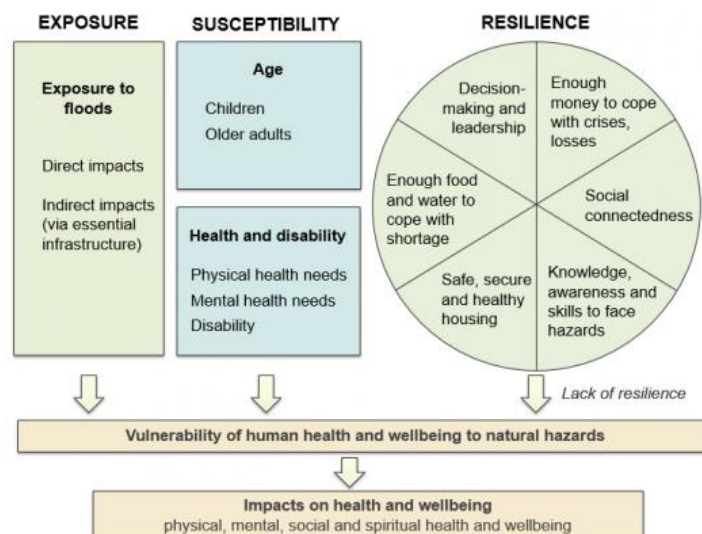 EXPOSURE
Exposure to
floods
Direct impacts
Indirect impacts
(via essential
infrastructure)
SUSCEPTIBILITY
Age
Children
Older adults
Health and disability
Physical health needs
Mental health needs
Disability
RESILIENCE
Decision-
making and
leadership
Enough
money to cope
with crises,
losses
Enough food
and water to
cope with
shortage
Social
connectedness
Safe, secure
and healthy
housing
Knowledge,
awareness and
skills to face
hazards
Lack of resilience
Vulnerability of human health and wellbeing to natural hazards
Impacts on health and wellbeing
physical, mental, social and spiritual health and wellbeing